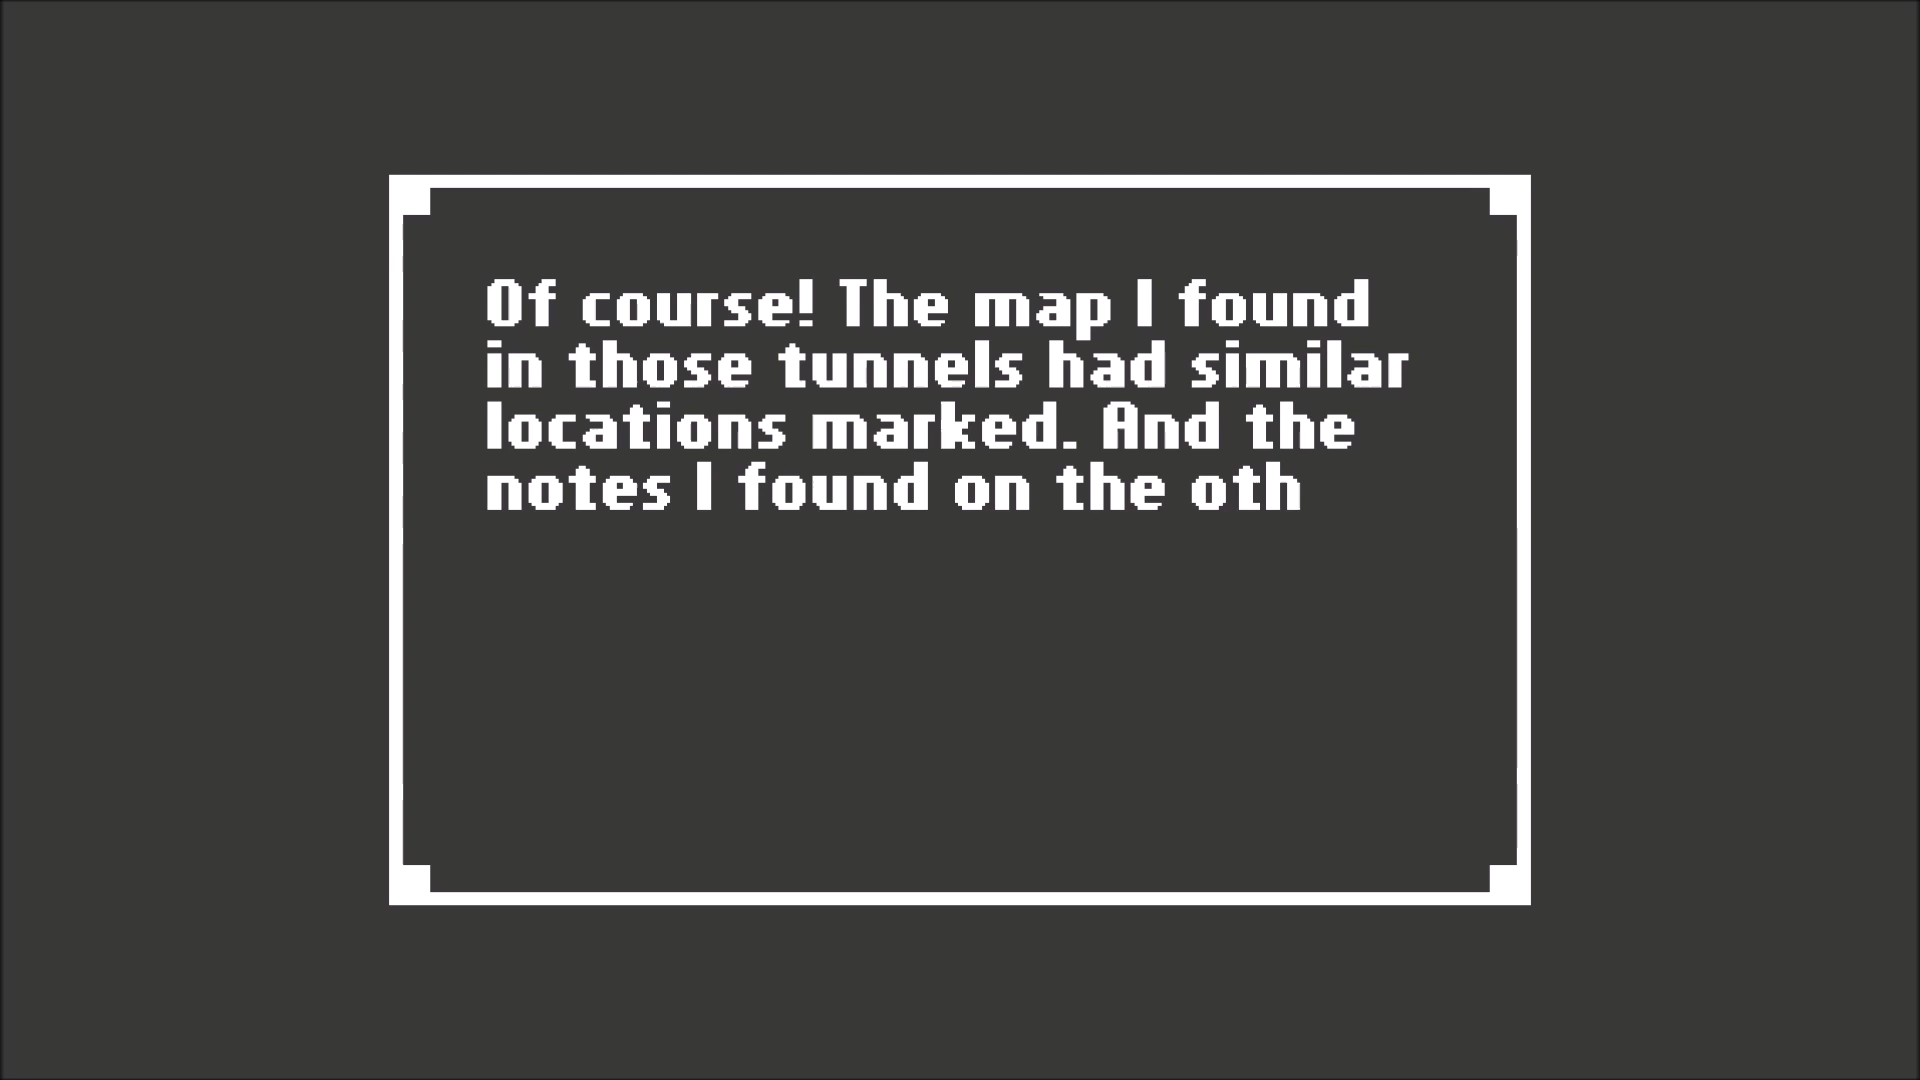 Of course! The map I found
in those tunnels had similar
locations marked. And the
notes I found on the oth